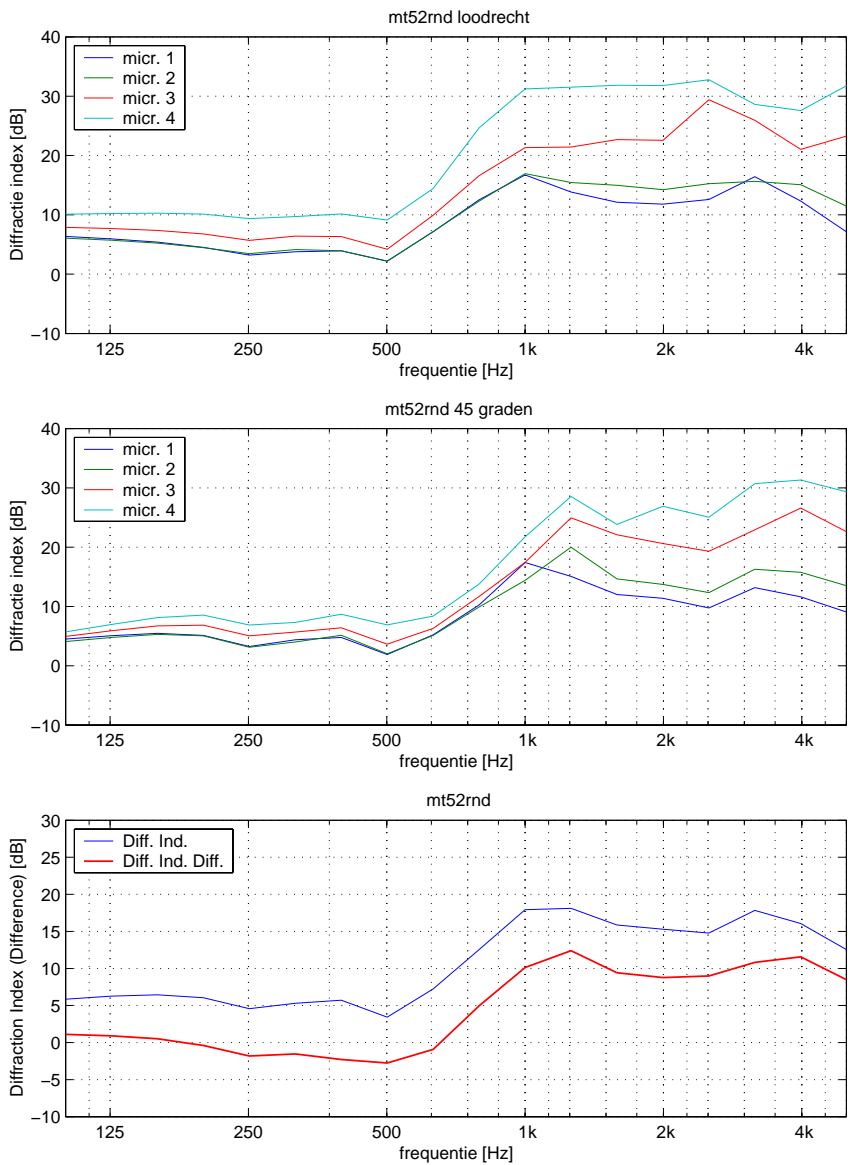 mt52rnd loodrecht
40
30
20
10
0
−10
Diffractie index [dB]
micr. 1
micr. 2
micr. 3
micr. 4
125 250 500 1k 2k 4k
frequentie [Hz]
mt52rnd 45 graden
40
30
20
10
0
−10
Diffractie index [dB]
micr. 1
micr. 2
micr. 3
micr. 4
125 250 500 1k 2k 4k
frequentie [Hz]
mt52rnd
30
25
20
15
10
5
0
−5
−10
Diffraction Index (Difference) [dB]
Diff. Ind.
Diff. Ind. Diff.
125 250 500 1k 2k 4k
frequentie [Hz]